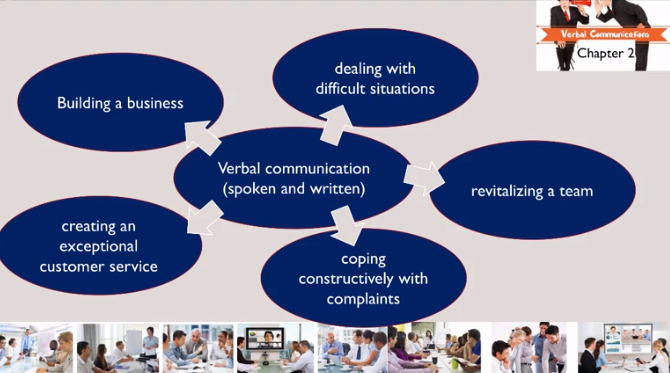 Verbal Communications
Chapter 2
dealing with
difficult situations
Building a business
Verbal communication
(spoken and written)
revitalizing a team
creating an
exceptional
customer service
coping
constructively with
complaints